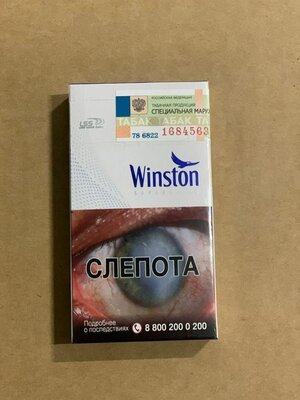 РОССИЙСКАЯ ФЕДЕРАЦИЯ
ТАБАЧНАЯ ПРОДУКЦИЯ
СПЕЦИАЛЬНАЯ МАРКА
ТАБАК ТАБАК
78 6822 1684563
LSS
Winston
СЛЕПОТА
Подробнее
о последствиях 8 800 200 0 200